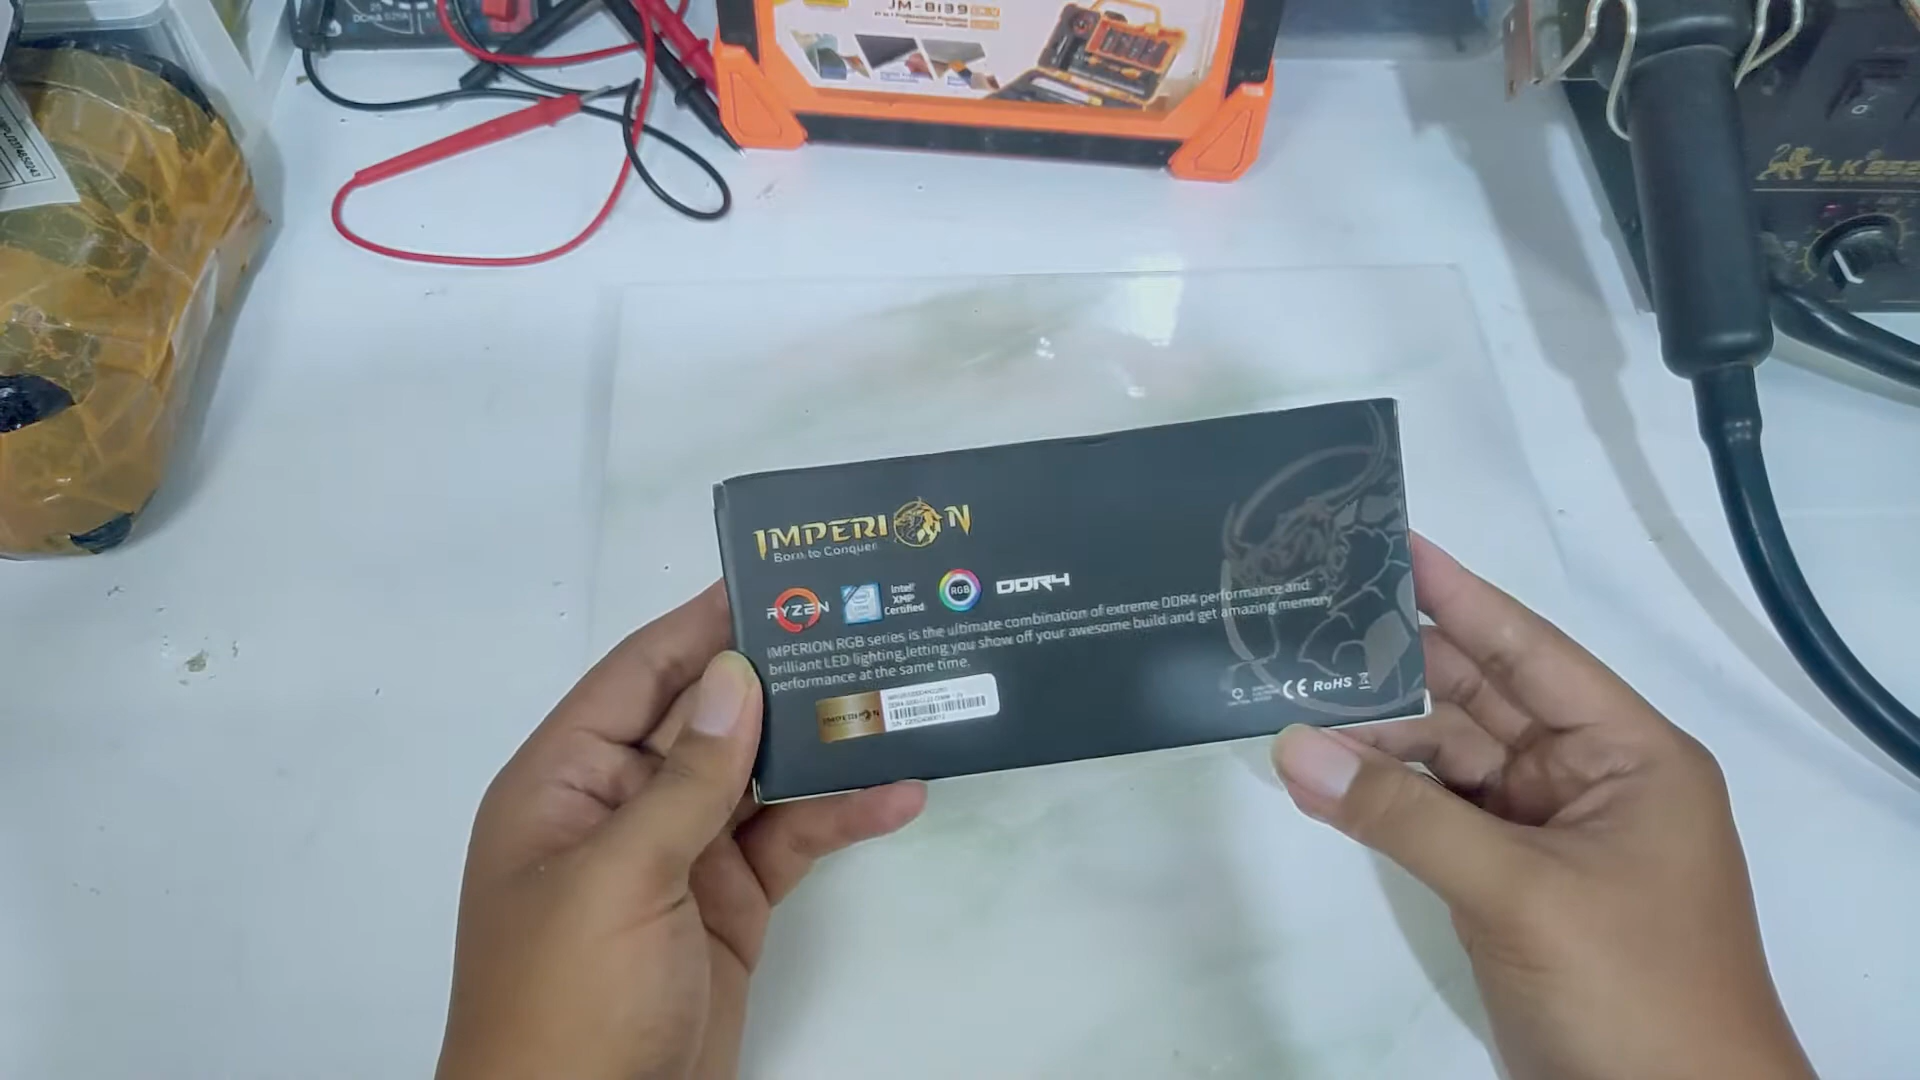 JM-8139
LK852
IMPERION
Born to Conquer
RYZEN
Intel®
XMP
Certified
RGB
DDR4
IMPERION RGB series is the ultimate combination of extreme DDR4 performance and
brilliant LED lighting,letting you show off your awesome build and get amazing memory
performance at the same time.
IMPERION
CE RoHS